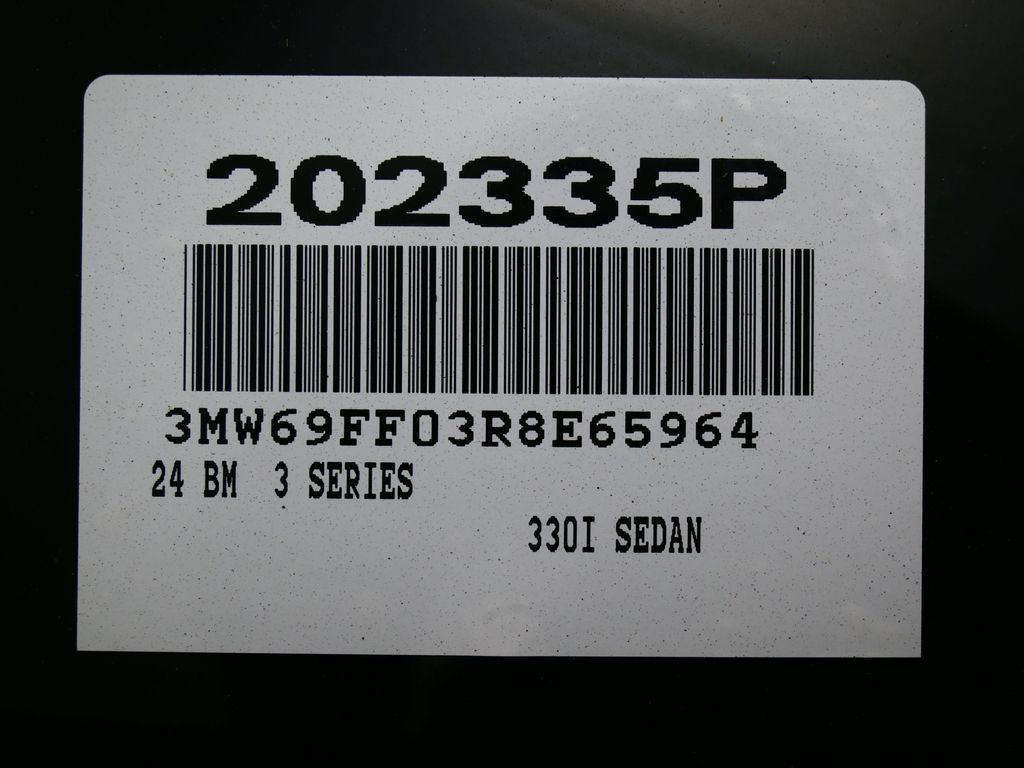 202335P
3MW69FF03R8E65964
24 BM 3 SERIES
330I SEDAN